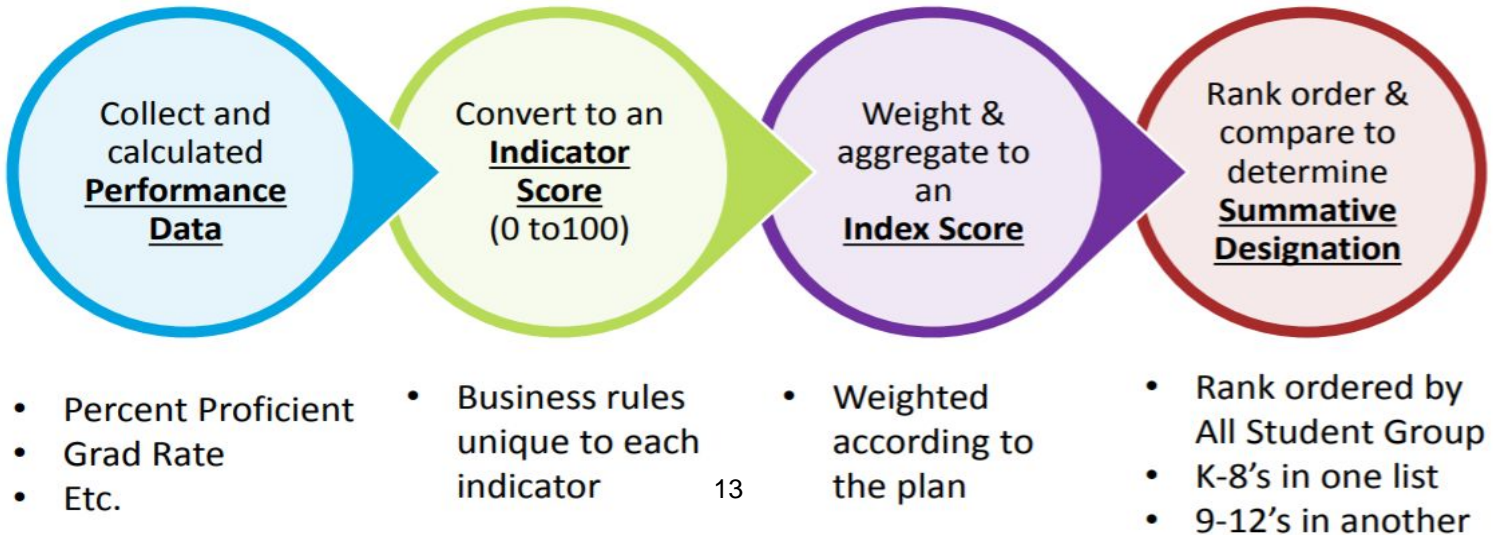 Collect and
calculated
Performance
Data
Convert to an
Indicator
Score
(0 to100)
Weight &
aggregate to
an
Index Score
Rank order &
compare to
determine
Summative
Designation
• Percent Proficient
• Grad Rate
• Etc.
• Business rules
unique to each
indicator
13
• Weighted
according to
the plan
• Rank ordered by
All Student Group
• K-8’s in one list
• 9-12’s in another